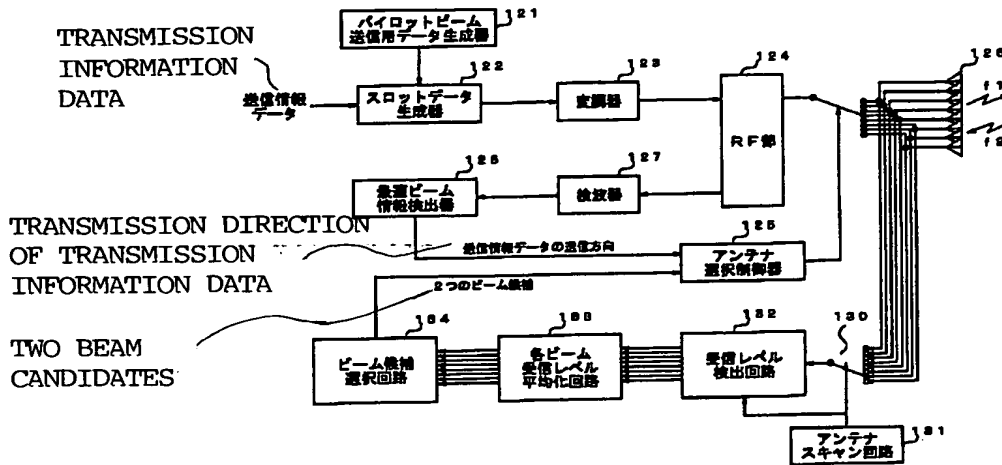 パイロットビーム
送信用データ生成器
121
TRANSMISSION
INFORMATION
DATA
送信情報
データ
スロットデータ
生成器
122
変調器
123
124
RF部
126
f1
f2
最適ビーム
情報検出器
検波器
127
TRANSMISSION DIRECTION
OF TRANSMISSION
INFORMATION DATA
送信情報データの送信方向
125
アンテナ
選択制御器
2つのビーム候補
TWO BEAM
CANDIDATES
ビーム候補
選択回路
各ビーム
受信レベル
平均化回路
132
受信レベル
検出回路
130
アンテナ
スキャン回路
131